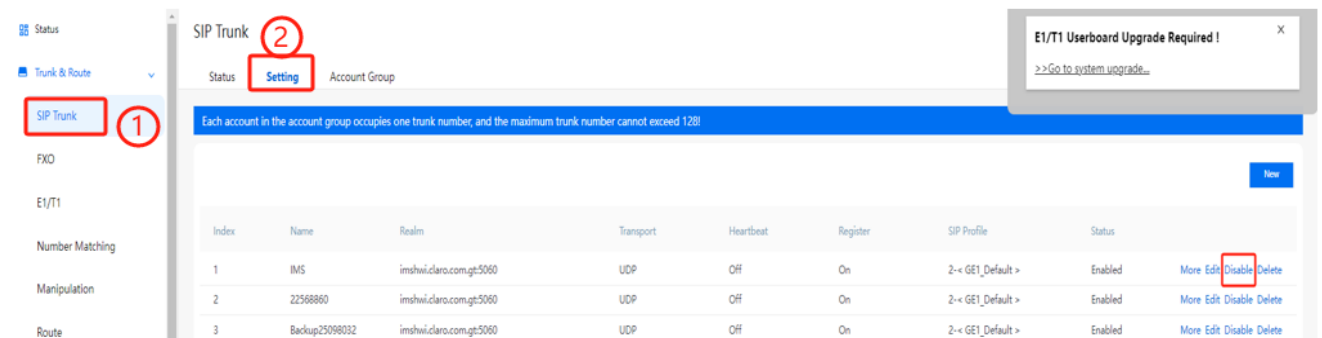 Status
Trunk & Route
SIP Trunk
1
FXO
E1/T1
Number Matching
Manipulation
Route
SIP Trunk
2
Status Setting Account Group
E1/T1 Userboard Upgrade Required ! X
>>Go to system upgrade...
Each account in the account group occupies one trunk number, and the maximum trunk number cannot exceed 128!
New
Index Name Realm Transport Heartbeat Register SIP Profile Status
1 IMS imshwi.claro.com.gt:5060 UDP Off On 2-< GE1_Default > Enabled More Edit Disable Delete
2 22568860 imshwi.claro.com.gt:5060 UDP Off On 2-< GE1_Default > Enabled More Edit Disable Delete
3 Backup25098032 imshwi.claro.com.gt:5060 UDP Off On 2-< GE1_Default > Enabled More Edit Disable Delete